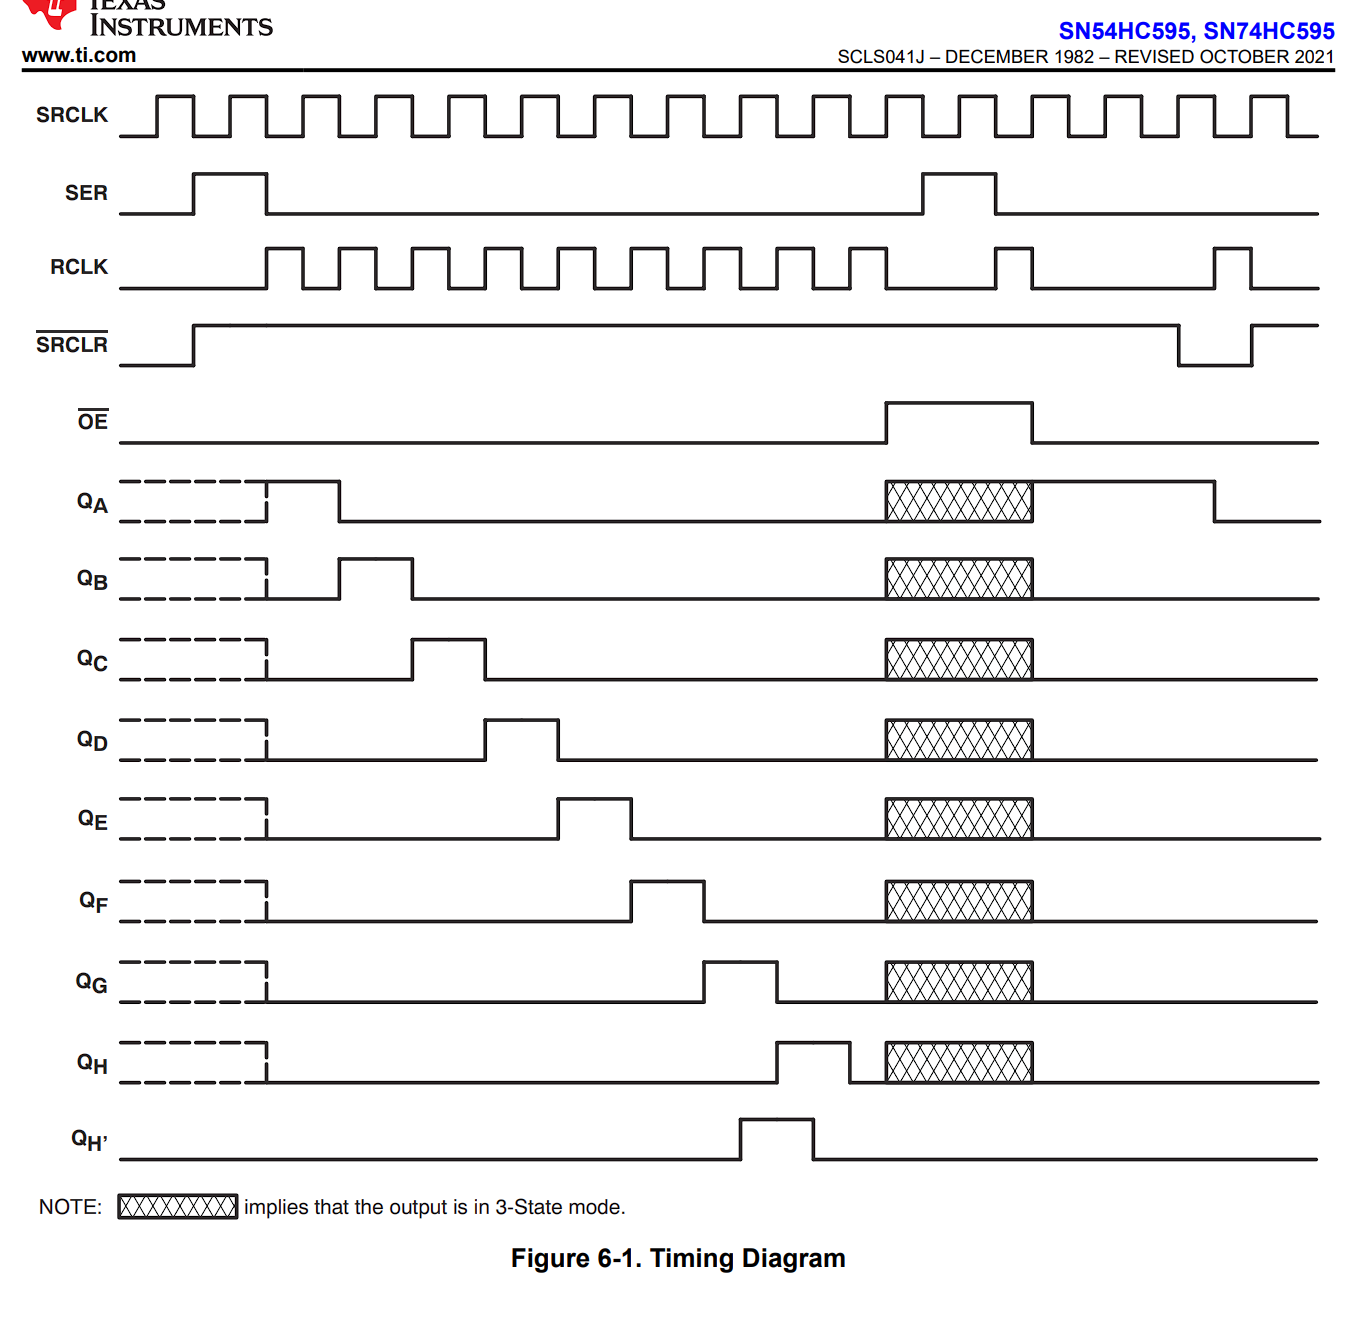 TEXAS
INSTRUMENTS
www.ti.com
SN54HC595, SN74HC595
SCLS041J – DECEMBER 1982 – REVISED OCTOBER 2021
SRCLK
SER
RCLK
SRCLR
OE
QA
QB
QC
QD
QE
QF
QG
QH
QH’
NOTE: implies that the output is in 3-State mode.
Figure 6-1. Timing Diagram